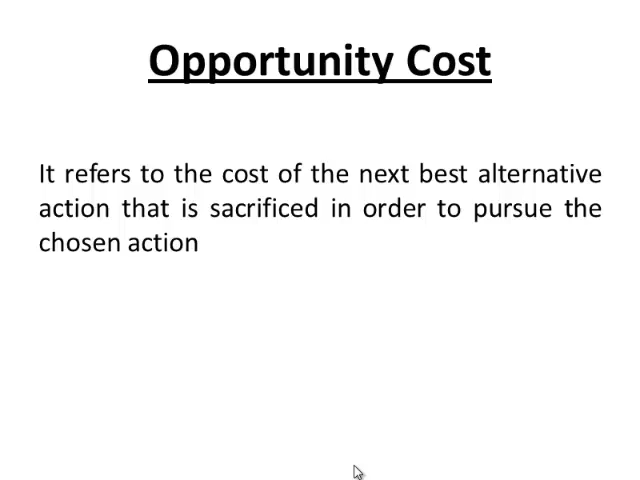 Opportunity Cost
It refers to the cost of the next best alternative
action that is sacrificed in order to pursue the
chosen action